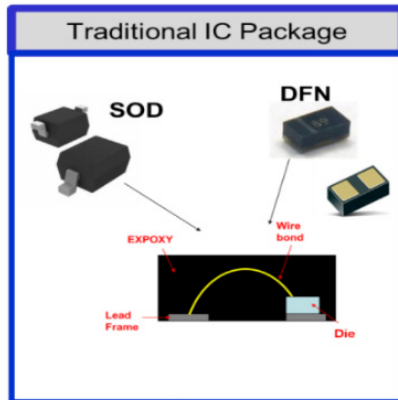 Traditional IC Package
SOD
DFN
Wire
bond
EXPOXY
Lead
Frame
Die